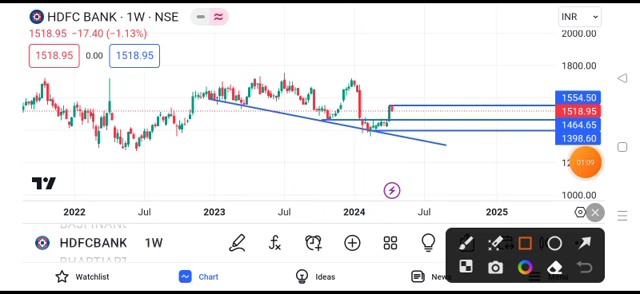 HDFC BANK · 1W · NSE
INR
1518.95 −17.40 (−1.13%)
1518.95 0.00 1518.95
2000.00
1800.00
1554.50
1518.95
1464.65
1398.60
01:09
1000.00
2022 Jul 2023 Jul 2024 Jul 2025
HDFCBANK 1W
Watchlist Chart Ideas News Menu